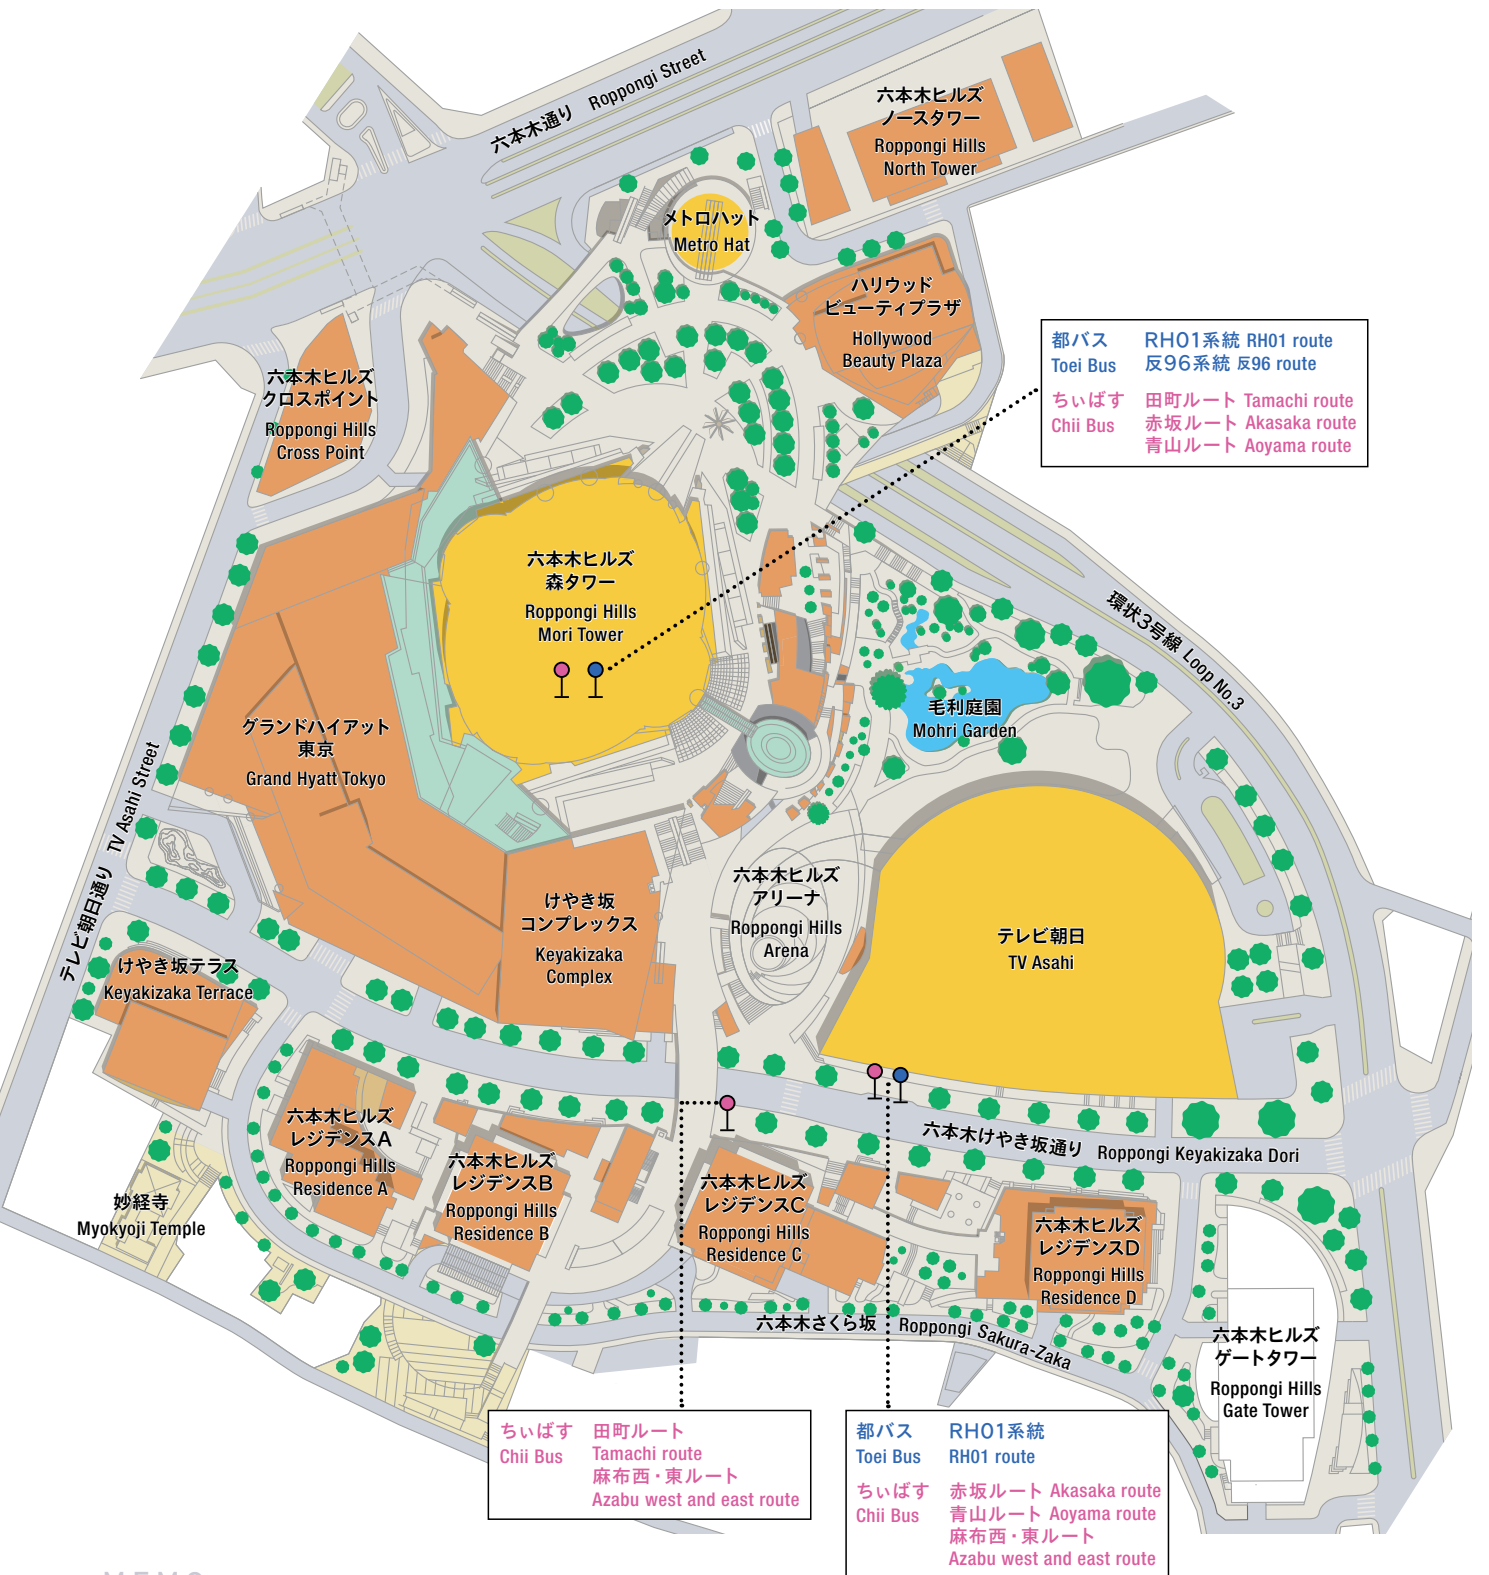 六本木通り Roppongi Street
六本木ヒルズ
ノースタワー
Roppongi Hills
North Tower
メトロハット
Metro Hat
ハリウッド
ビューティプラザ
Hollywood
Beauty Plaza
都バス RH01系統 RH01 route
Toei Bus 反96系統 反96 route
ちぃばす 田町ルート Tamachi route
Chii Bus 赤坂ルート Akasaka route
青山ルート Aoyama route
六本木ヒルズ
クロスポイント
Roppongi Hills
Cross Point
六本木ヒルズ
森タワー
Roppongi Hills
Mori Tower
環状3号線 Loop No.3
毛利庭園
Mohri Garden
グランドハイアット
東京
Grand Hyatt Tokyo
テレビ朝日通り TV Asahi Street
六本木ヒルズ
アリーナ
Roppongi Hills
Arena
けやき坂
コンプレックス
Keyakizaka
Complex
テレビ朝日
TV Asahi
けやき坂テラス
Keyakizaka Terrace
六本木ヒルズ
レジデンスA
Roppongi Hills
Residence A
六本木ヒルズ
レジデンスB
Roppongi Hills
Residence B
六本木ヒルズ
レジデンスC
Roppongi Hills
Residence C
六本木けやき坂通り Roppongi Keyakizaka Dori
六本木ヒルズ
レジデンスD
Roppongi Hills
Residence D
妙経寺
Myokyoji Temple
六本木さくら坂 Roppongi Sakura-Zaka
六本木ヒルズ
ゲートタワー
Roppongi Hills
Gate Tower
ちぃばす 田町ルート
Chii Bus Tamachi route
麻布西・東ルート
Azabu west and east route
都バス RH01系統
Toei Bus RH01 route
ちぃばす 赤坂ルート Akasaka route
Chii Bus 青山ルート Aoyama route
麻布西・東ルート
Azabu west and east route